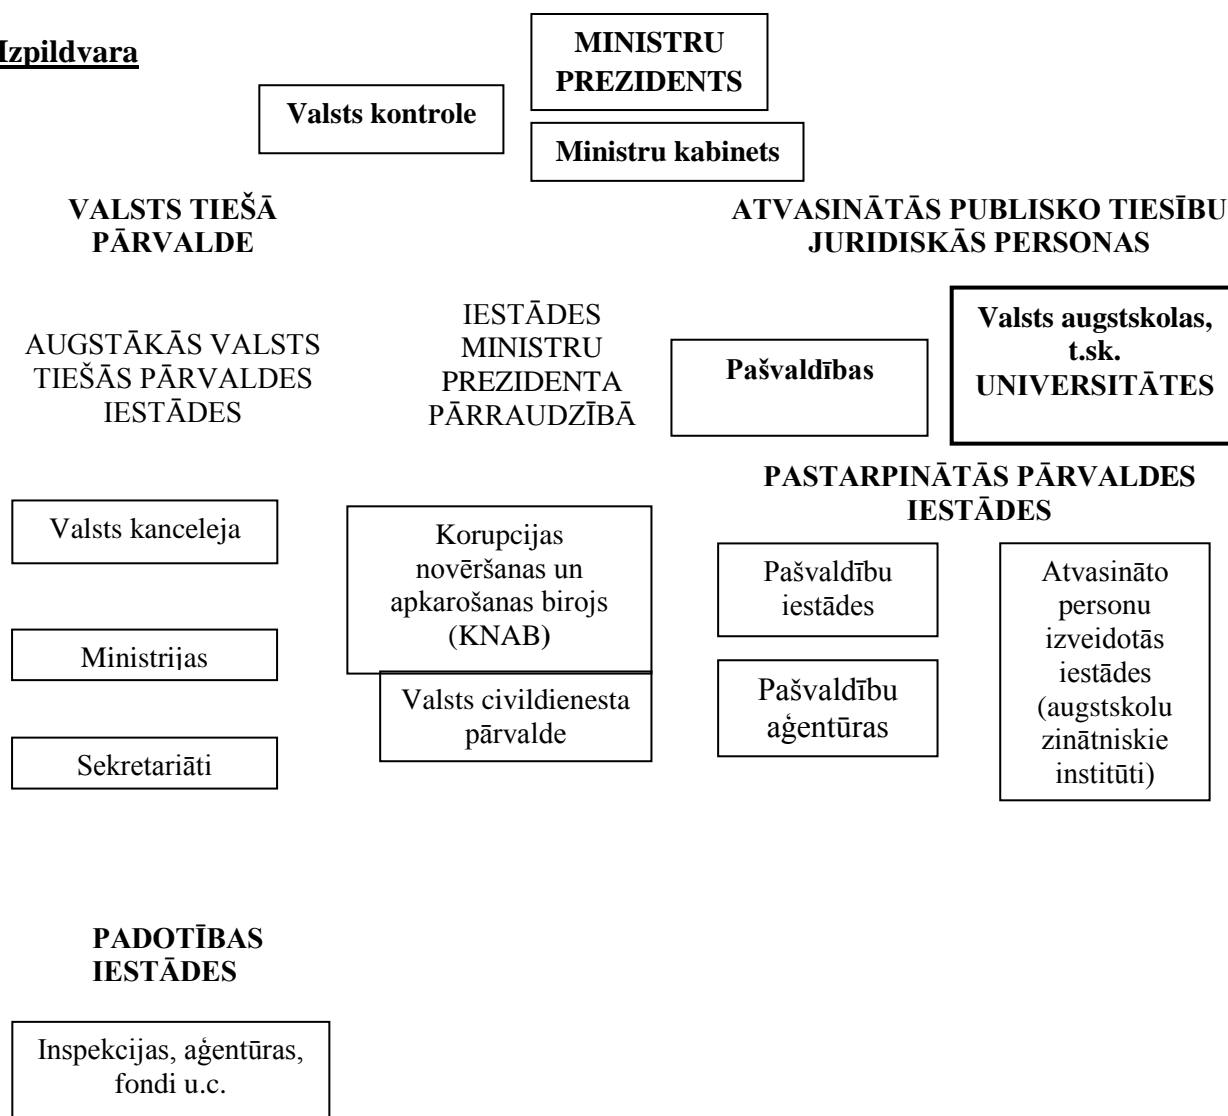 Izpildvara
MINISTRU
PREZIDENTS
Valsts kontrole
Ministru kabinets
VALSTS TIEŠĀ
PĀRVALDE
ATVASINĀTĀS PUBLISKO TIESĪBU
JURIDISKĀS PERSONAS
AUGSTĀKĀS VALSTS
TIEŠĀS PĀRVALDES
IESTĀDES
IESTĀDES
MINISTRU
PREZIDENTA
PĀRRAUDZĪBĀ
Pašvaldības
Valsts augstskolas,
t.sk.
UNIVERSITĀTES
PASTARPINĀTĀS PĀRVALDES
IESTĀDES
Valsts kanceleja
Ministrijas
Sekretariāti
Korupcijas
novēršanas un
apkarošanas birojs
(KNAB)
Valsts civildienesta
pārvalde
Pašvaldību
iestādes
Pašvaldību
aģentūras
Atvasināto
personu
izveidotās
iestādes
(augstskolu
zinātniskie
institūti)
PADOTĪBAS
IESTĀDES
Inspekcijas, aģentūras,
fondi u.c.